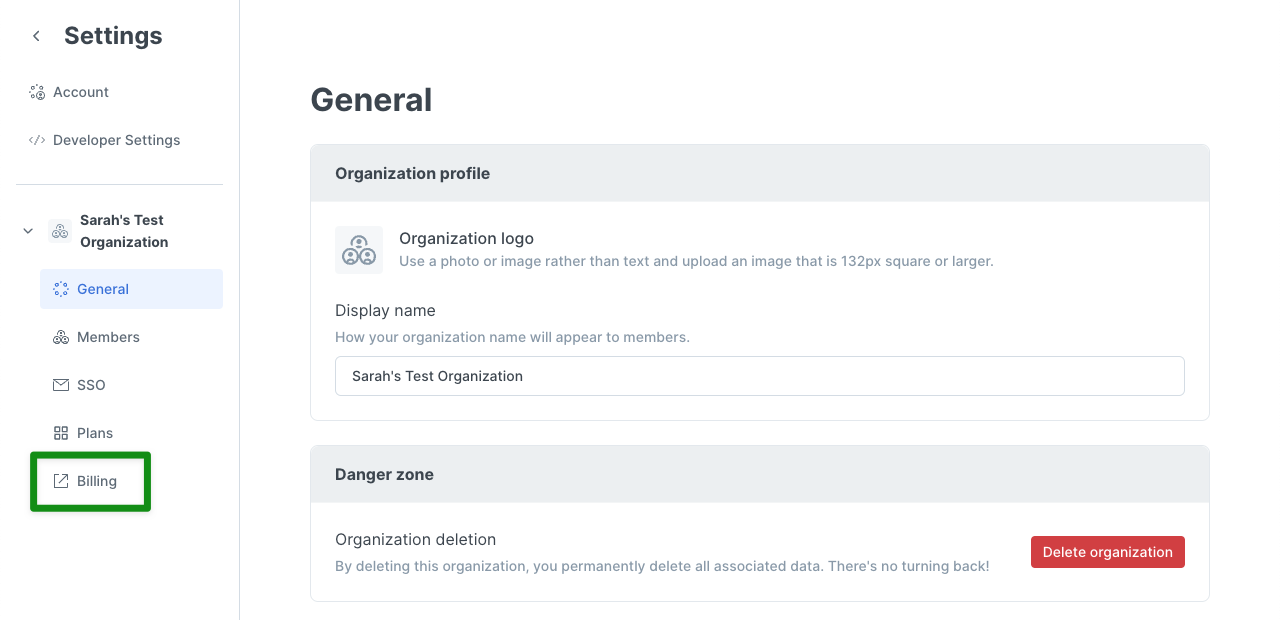 Settings
Account
Developer Settings
Sarah's Test
Organization
General
Members
SSO
Plans
Billing
General
Organization profile
Organization logo
Use a photo or image rather than text and upload an image that is 132px square or larger.
Display name
How your organization name will appear to members.
Sarah's Test Organization
Danger zone
Organization deletion
By deleting this organization, you permanently delete all associated data. There's no turning back!
Delete organization